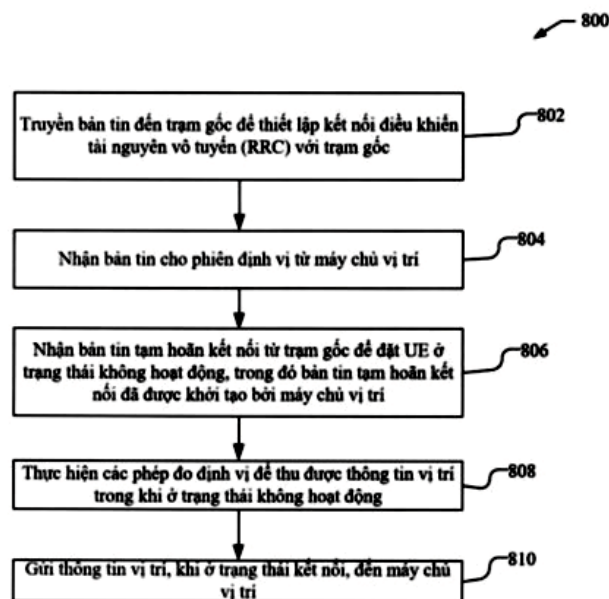 800
Truyền bản tin đến trạm gốc để thiết lập kết nối điều khiển
tài nguyên vô tuyến (RRC) với trạm gốc
802
Nhận bản tin cho phiên định vị từ máy chủ vị trí
804
Nhận bản tin tạm hoãn kết nối từ trạm gốc để đặt UE ở
trạng thái không hoạt động, trong đó bản tin tạm hoãn kết
nối đã được khởi tạo bởi máy chủ vị trí
806
Thực hiện các phép đo định vị để thu được thông tin vị trí
trong khi ở trạng thái không hoạt động
808
Gửi thông tin vị trí, khi ở trạng thái kết nối, đến máy chủ
vị trí
810